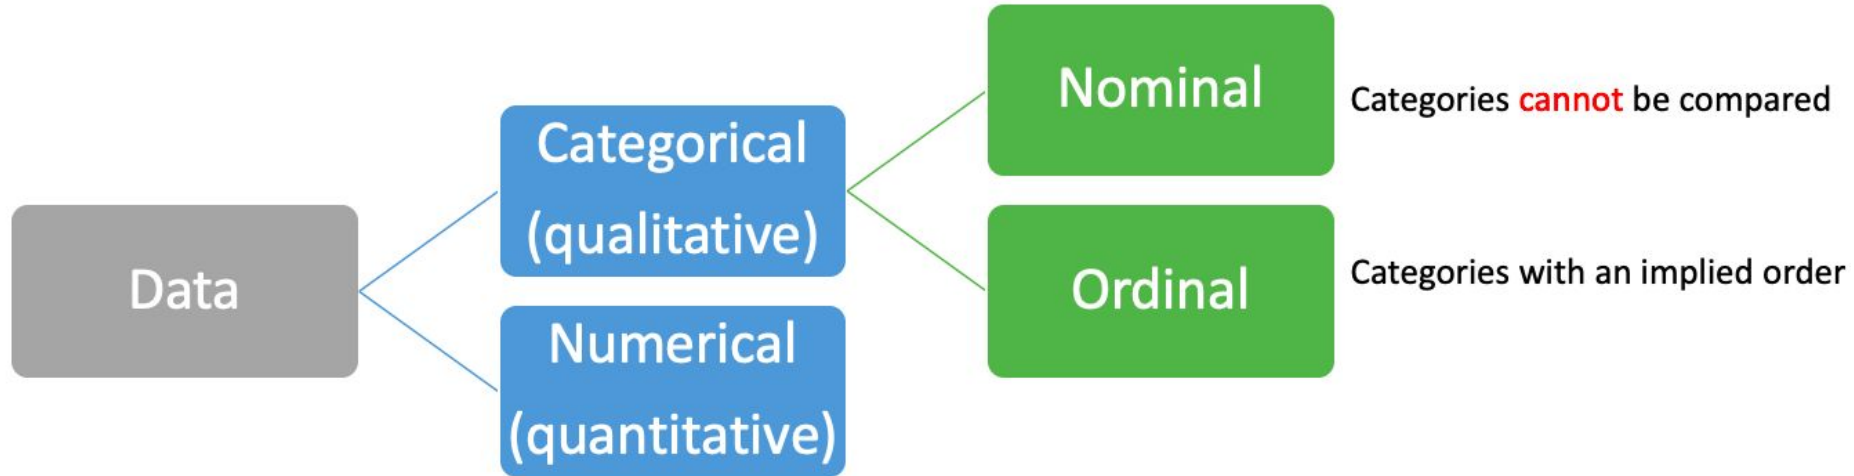 Data
Categorical
(qualitative)
Numerical
(quantitative)
Nominal
Categories cannot be compared
Ordinal
Categories with an implied order